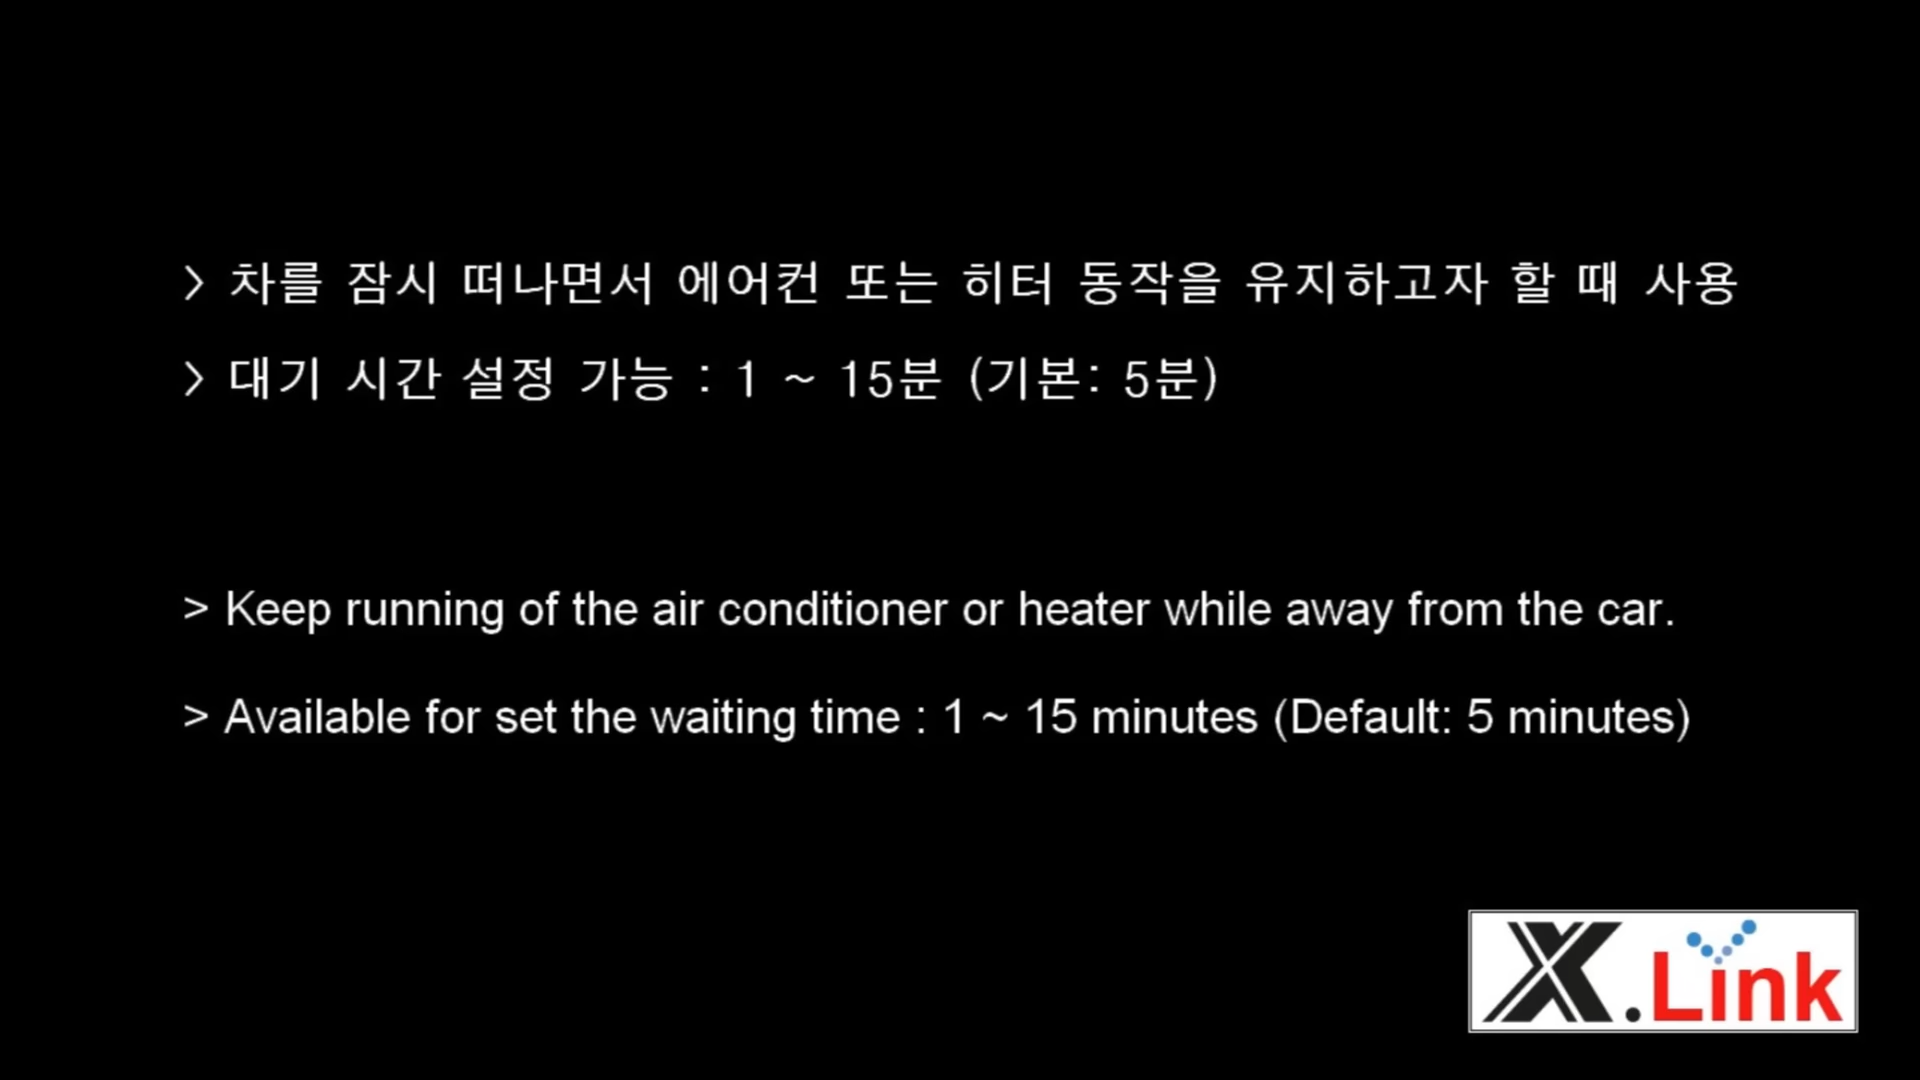 > 차를 잠시 떠나면서 에어컨 또는 히터 동작을 유지하고자 할 때 사용
> 대기 시간 설정 가능 : 1 ~ 15분 (기본: 5분)
> Keep running of the air conditioner or heater while away from the car.
> Available for set the waiting time : 1 ~ 15 minutes (Default: 5 minutes)
X.Link